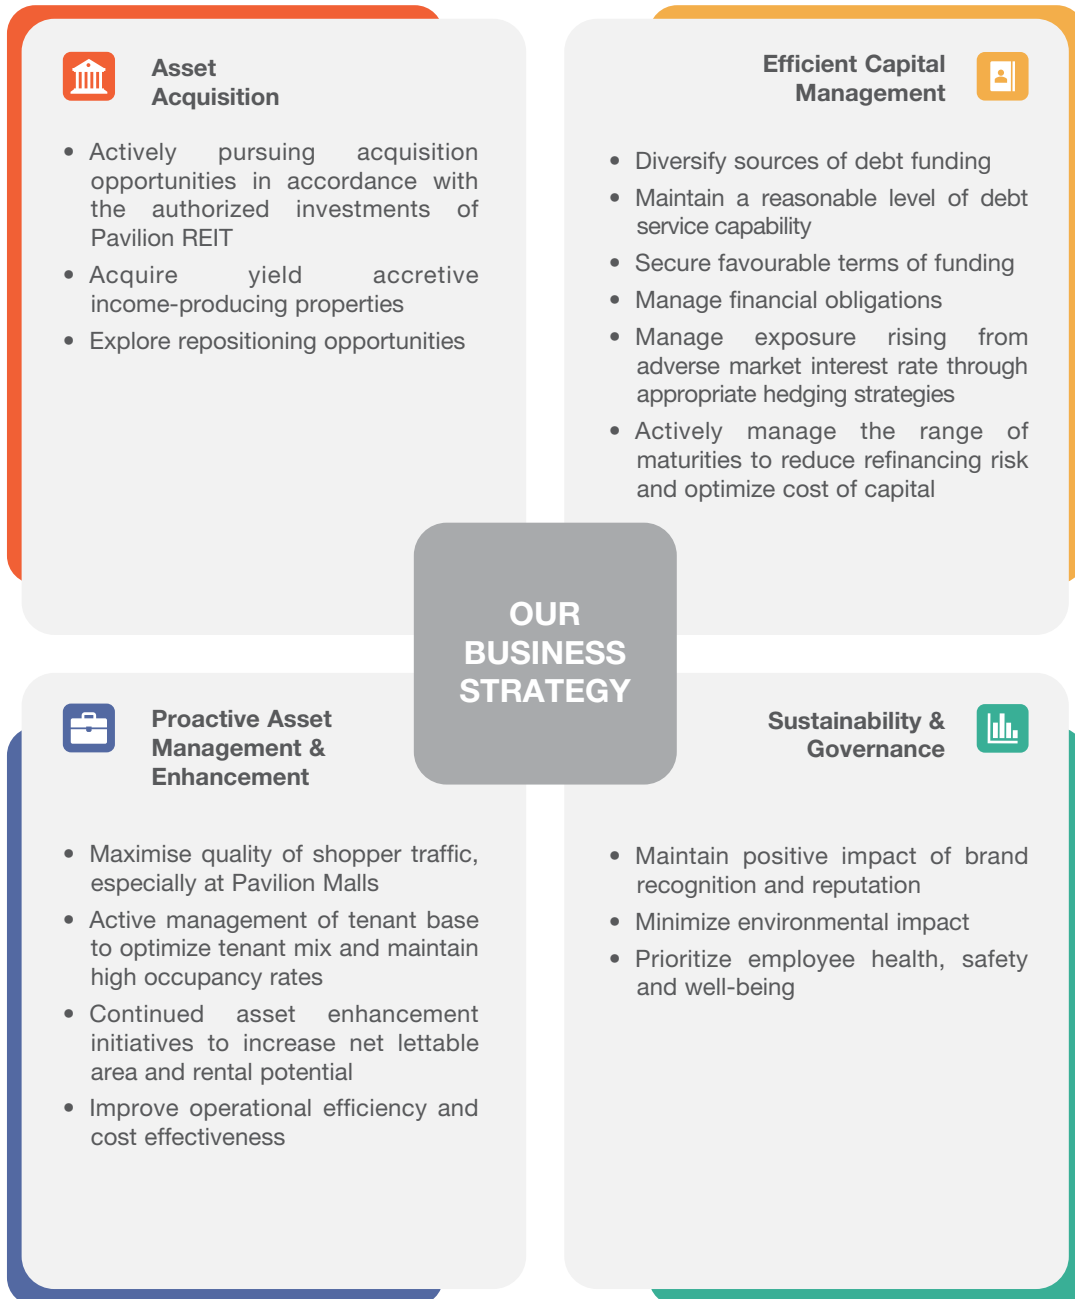 Asset
Acquisition
• Actively pursuing acquisition
opportunities in accordance with
the authorized investments of
Pavilion REIT
• Acquire yield accretive
income-producing properties
• Explore repositioning opportunities
Efficient Capital
Management
• Diversify sources of debt funding
• Maintain a reasonable level of debt
service capability
• Secure favourable terms of funding
• Manage financial obligations
• Manage exposure rising from
adverse market interest rate through
appropriate hedging strategies
• Actively manage the range of
maturities to reduce refinancing risk
and optimize cost of capital
OUR
BUSINESS
STRATEGY
Proactive Asset
Management &
Enhancement
• Maximise quality of shopper traffic,
especially at Pavilion Malls
• Active management of tenant base
to optimize tenant mix and maintain
high occupancy rates
• Continued asset enhancement
initiatives to increase net lettable
area and rental potential
• Improve operational efficiency and
cost effectiveness
Sustainability &
Governance
• Maintain positive impact of brand
recognition and reputation
• Minimize environmental impact
• Prioritize employee health, safety
and well-being